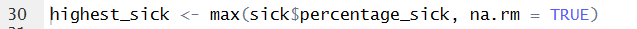 30 highest_sick <- max(sick$percentage_sick, na.rm = TRUE)